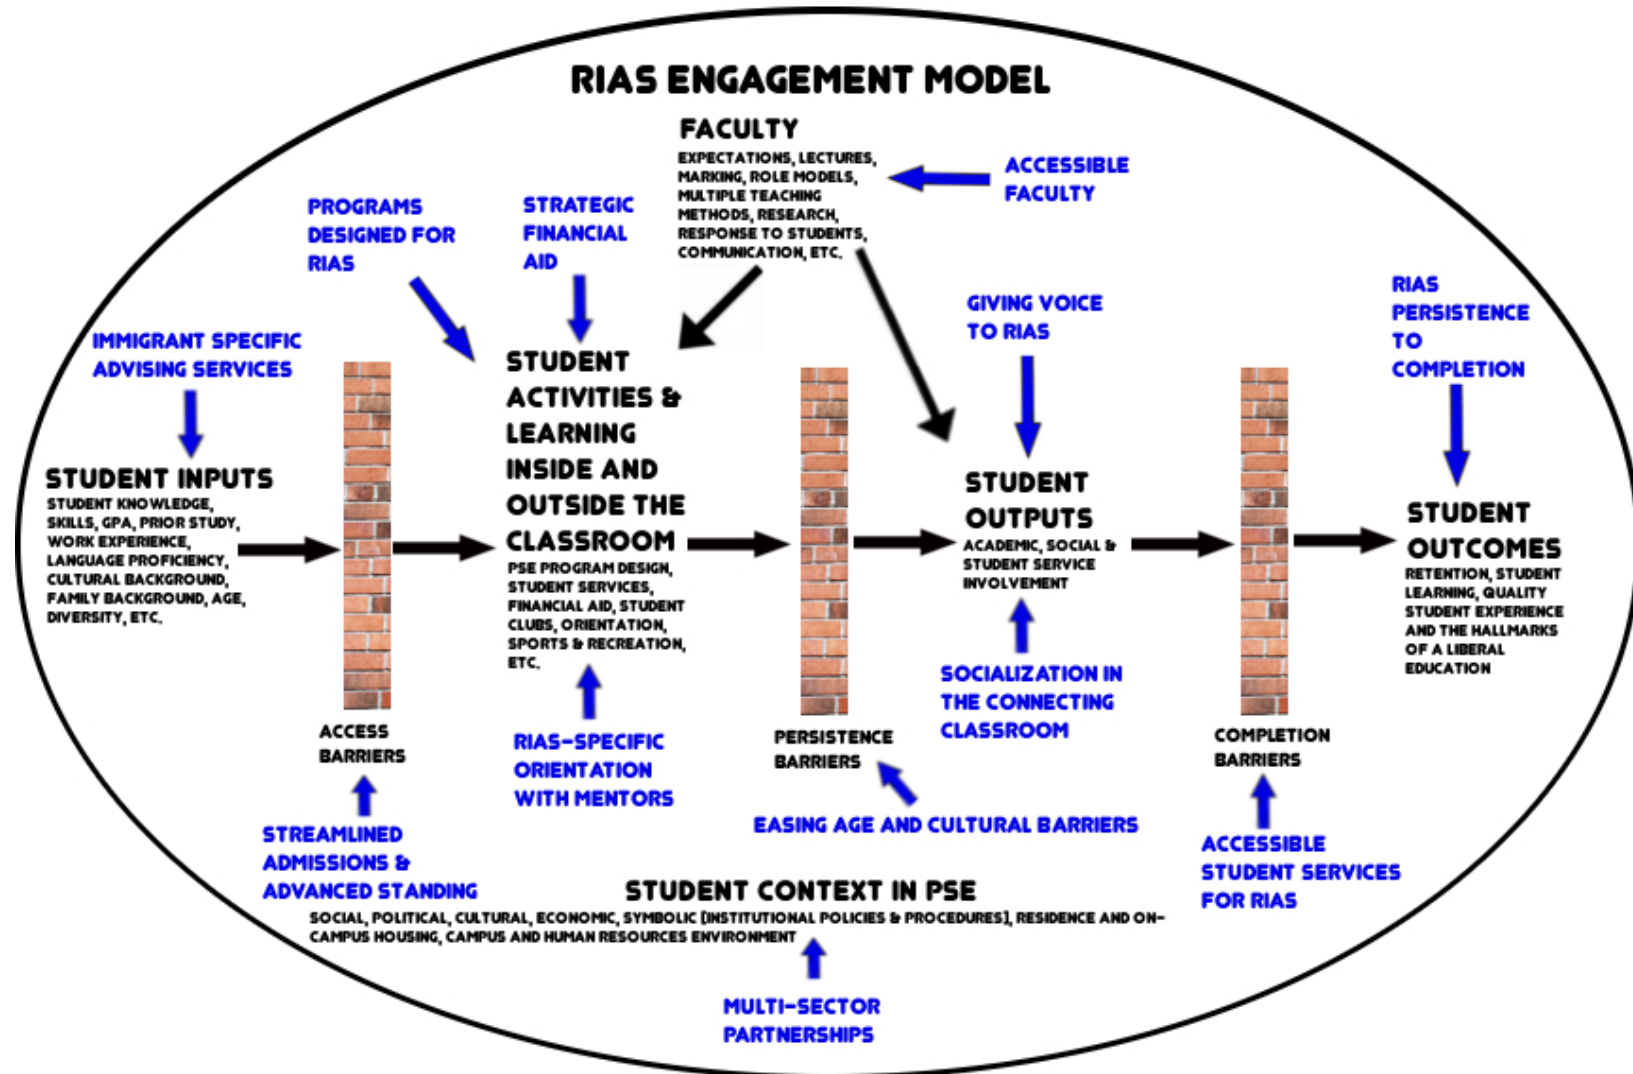 RIAS ENGAGEMENT MODEL
FACULTY
EXPECTATIONS, LECTURES,
MARKING, ROLE MODELS,
MULTIPLE TEACHING
METHODS, RESEARCH,
RESPONSE TO STUDENTS,
COMMUNICATION, ETC.
ACCESSIBLE
FACULTY
PROGRAMS
DESIGNED FOR
RIAS
STRATEGIC
FINANCIAL
AID
GIVING VOICE
TO RIAS
RIAS
PERSISTENCE
TO
COMPLETION
IMMIGRANT SPECIFIC
ADVISING SERVICES
STUDENT INPUTS
STUDENT KNOWLEDGE,
SKILLS, GPA, PRIOR STUDY,
WORK EXPERIENCE,
LANGUAGE PROFICIENCY,
CULTURAL BACKGROUND,
FAMILY BACKGROUND, AGE,
DIVERSITY, ETC.
STUDENT
ACTIVITIES &
LEARNING
INSIDE AND
OUTSIDE THE
CLASSROOM
PSE PROGRAM DESIGN,
STUDENT SERVICES,
FINANCIAL AID, STUDENT
CLUBS, ORIENTATION,
SPORTS & RECREATION,
ETC.
STUDENT
OUTPUTS
ACADEMIC, SOCIAL &
STUDENT SERVICE
INVOLVEMENT
STUDENT
OUTCOMES
RETENTION, STUDENT
LEARNING, QUALITY
STUDENT EXPERIENCE
AND THE HALLMARKS
OF A LIBERAL
EDUCATION
SOCIALIZATION IN
THE CONNECTING
CLASSROOM
ACCESS
BARRIERS
RIAS-SPECIFIC
ORIENTATION
WITH MENTORS
PERSISTENCE
BARRIERS
COMPLETION
BARRIERS
STREAMLINED
ADMISSIONS &
ADVANCED STANDING
EASING AGE AND CULTURAL BARRIERS
ACCESSIBLE
STUDENT SERVICES
FOR RIAS
STUDENT CONTEXT IN PSE
SOCIAL, POLITICAL, CULTURAL, ECONOMIC, SYMBOLIC [INSTITUTIONAL POLICIES & PROCEDURES], RESIDENCE AND ON-
CAMPUS HOUSING, CAMPUS AND HUMAN RESOURCES ENVIRONMENT
MULTI-SECTOR
PARTNERSHIPS